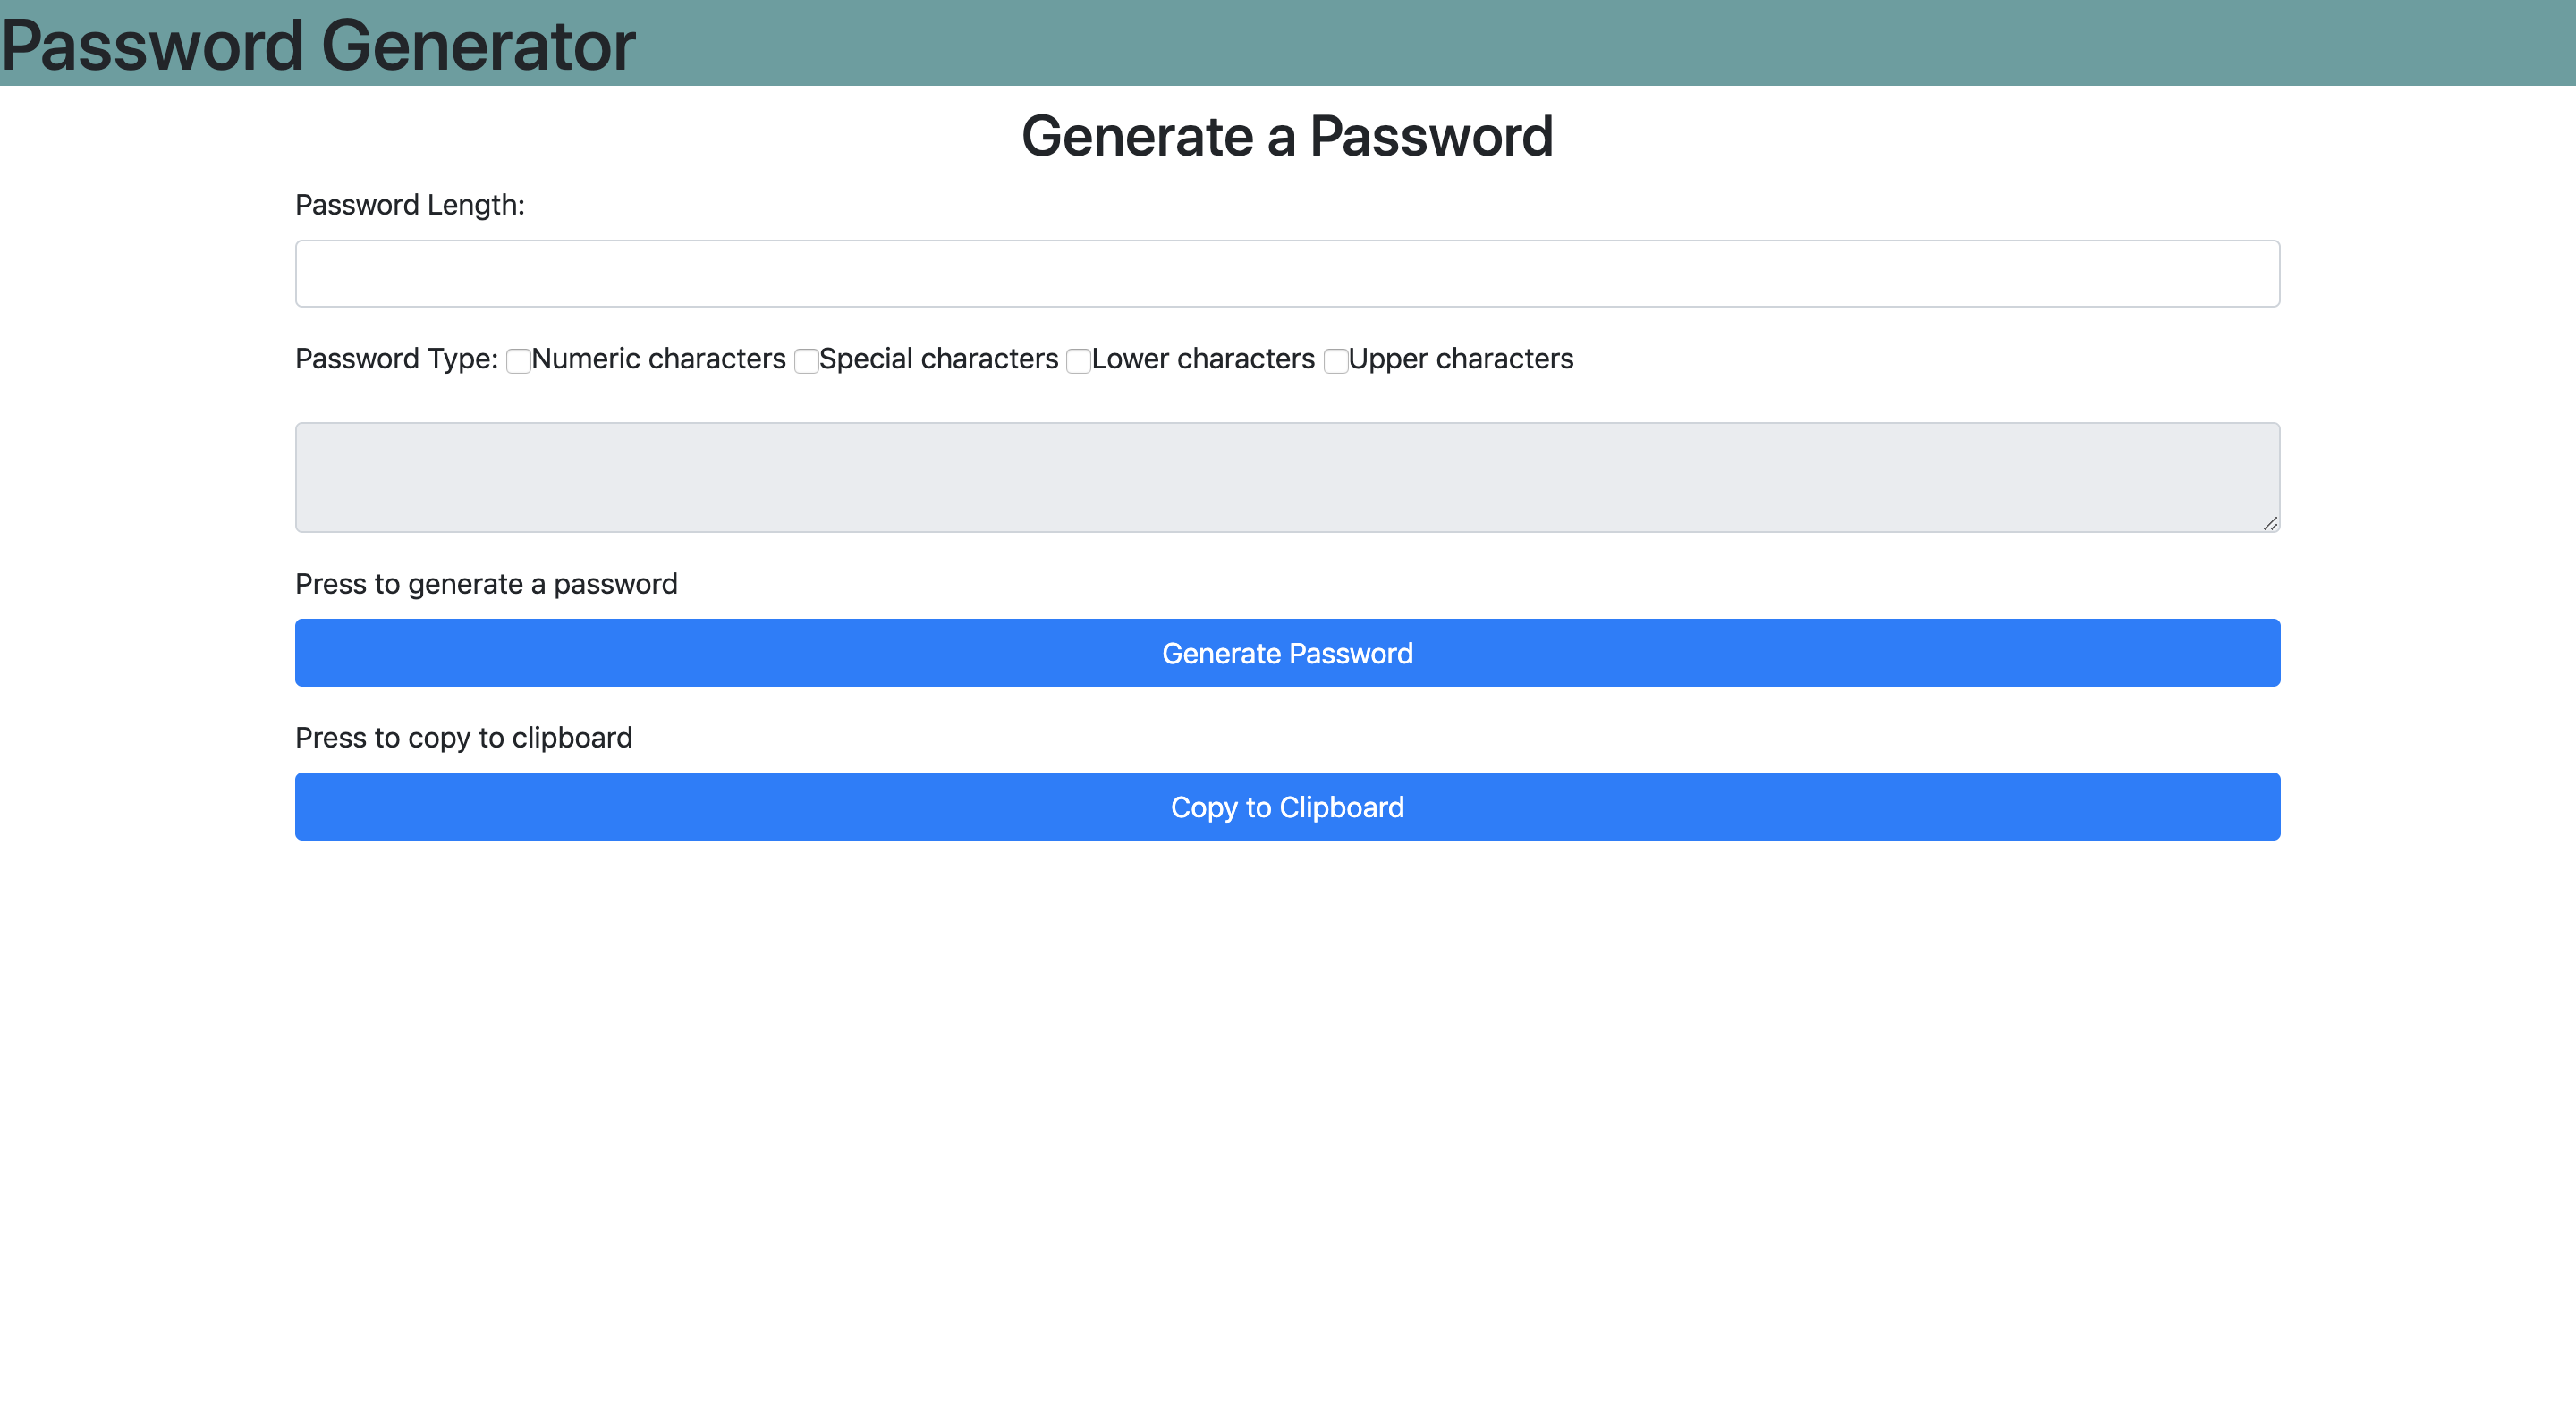 Password Generator
Generate a Password
Password Length:
Password Type: Numeric characters Special characters Lower characters Upper characters
Press to generate a password
Generate Password
Press to copy to clipboard
Copy to Clipboard